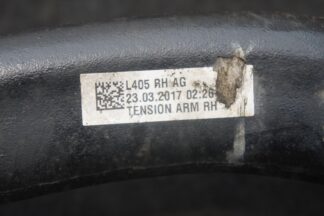 L405 RH AG
23.03.2017 02:26
TENSION ARM RH